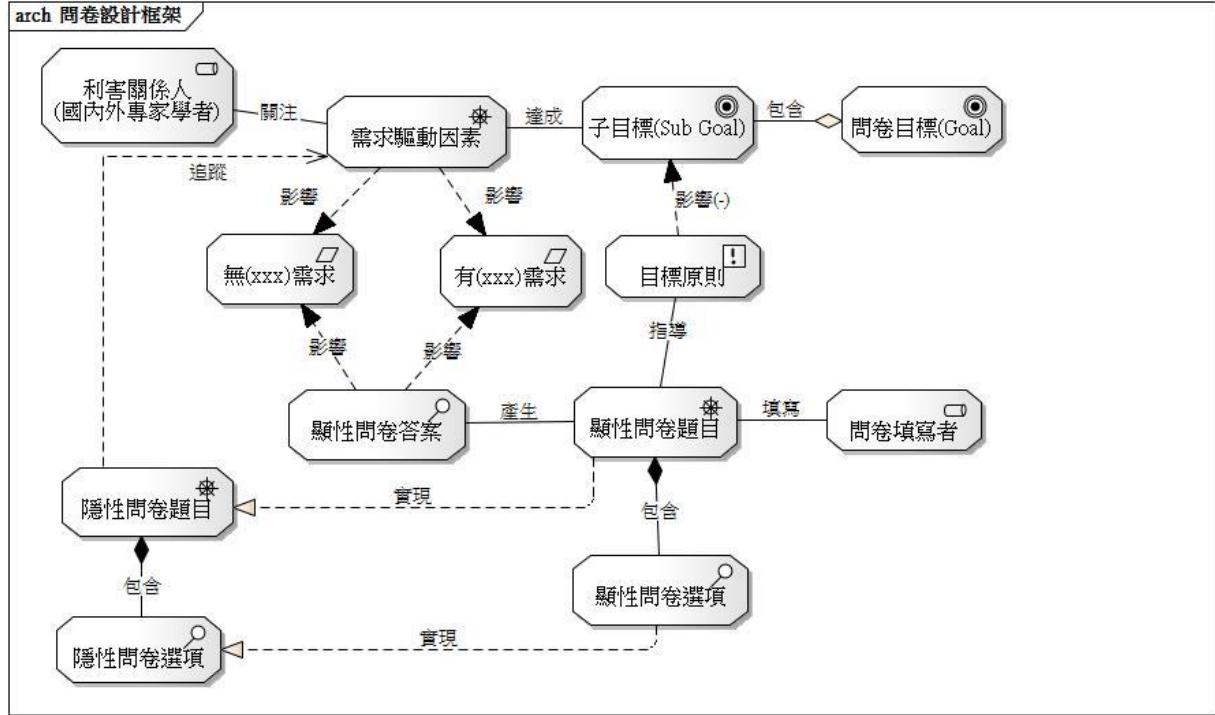 arch 問卷設計框架
利害關係人
(國內外專家學者)
關注
需求驅動因素
達成
子目標(Sub Goal)
包含
問卷目標(Goal)
追蹤
影響
影響
影響(-)
無(xxx)需求
有(xxx)需求
目標原則
!
影響
影響
指導
顯性問卷答案
產生
顯性問卷題目
填寫
問卷填寫者
隱性問卷題目
實現
包含
包含
顯性問卷選項
隱性問卷選項
實現